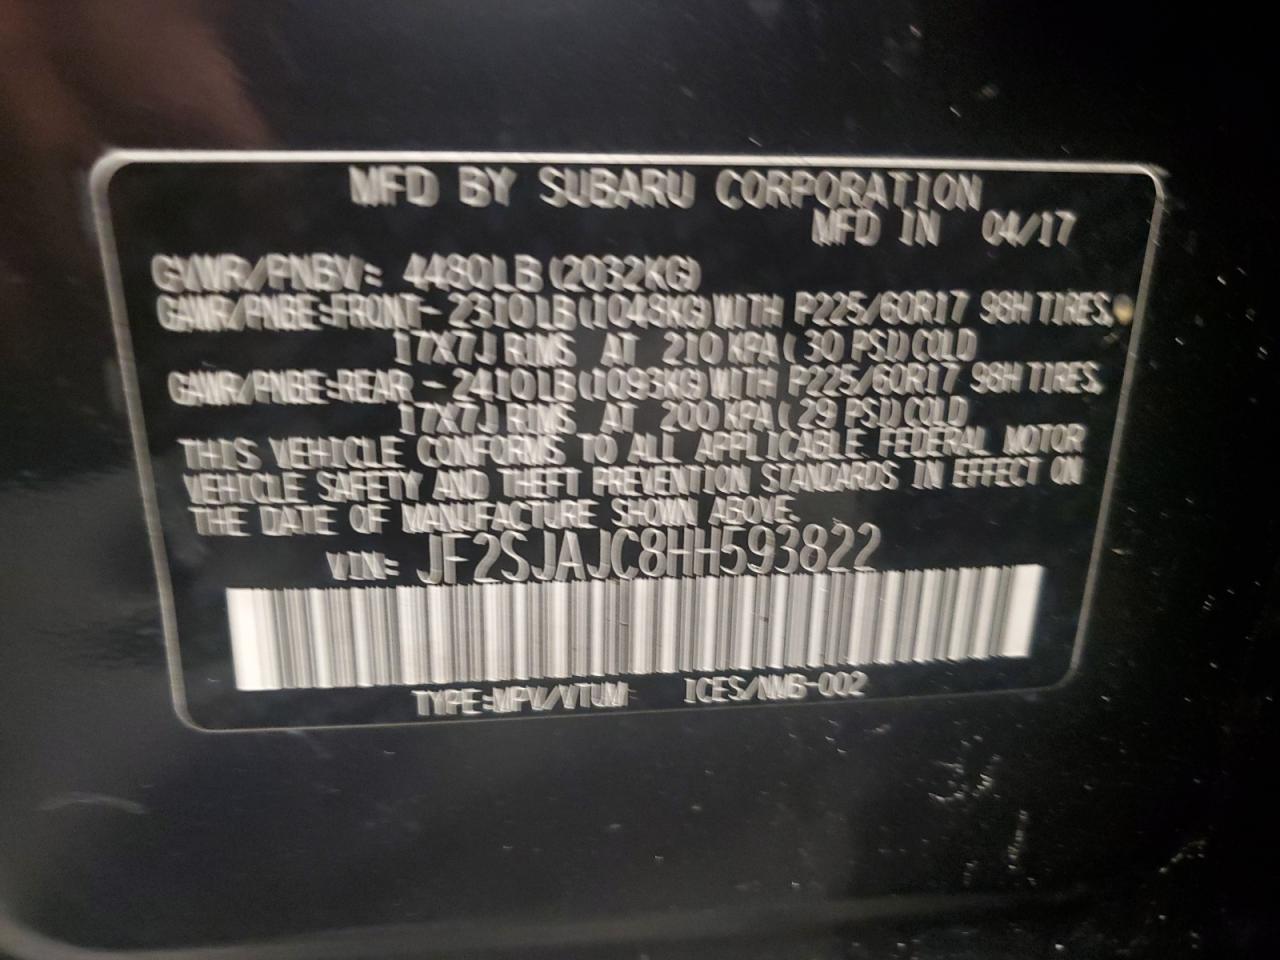 MFD BY SUBARU CORPORATION
MFD IN 04/17
GVWR/PNBV: 4480LB (2032KG)
GAWR/PNBE:FRONT- 2310LB(1048KG)WITH P225/60R17 98H TIRES,
17X7J RIMS AT 210 KPA( 30 PSI)COLD
GAWR/PNBE:REAR - 2410LB(1093KG)WITH P225/60R17 98H TIRES,
17X7J RIMS AT 200 KPA( 29 PSI)COLD
THIS VEHICLE CONFORMS TO ALL APPLICABLE FEDERAL MOTOR
VEHICLE SAFETY AND THEFT PREVENTION STANDARDS IN EFFECT ON
THE DATE OF MANUFACTURE SHOWN ABOVE.
VIN: JF2SJAJC8HH593822
TYPE:MPV/VTUM ICES/NMB-002